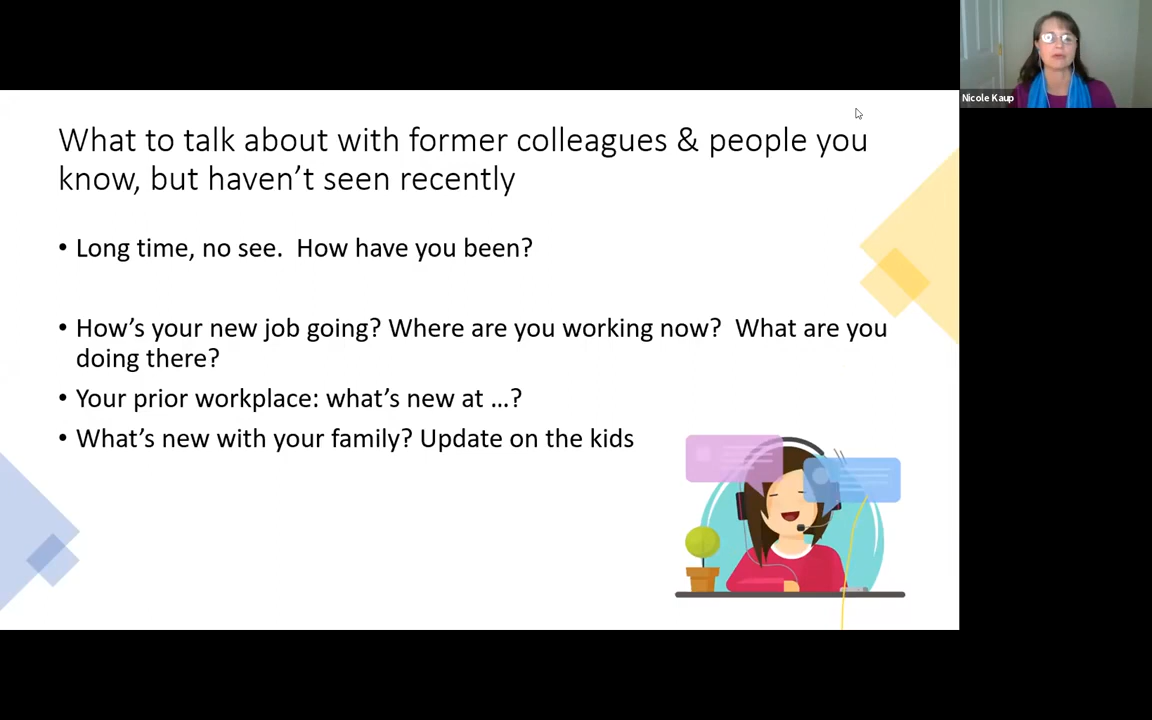 Nicole Kaup
What to talk about with former colleagues & people you
know, but haven’t seen recently
• Long time, no see.  How have you been?
• How’s your new job going? Where are you working now?  What are you
doing there?
• Your prior workplace: what’s new at …?
• What’s new with your family? Update on the kids